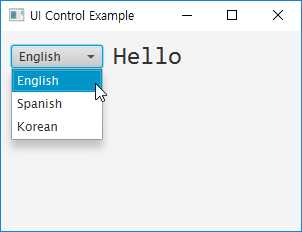 UI Control Example
English
Hello
English
Spanish
Korean